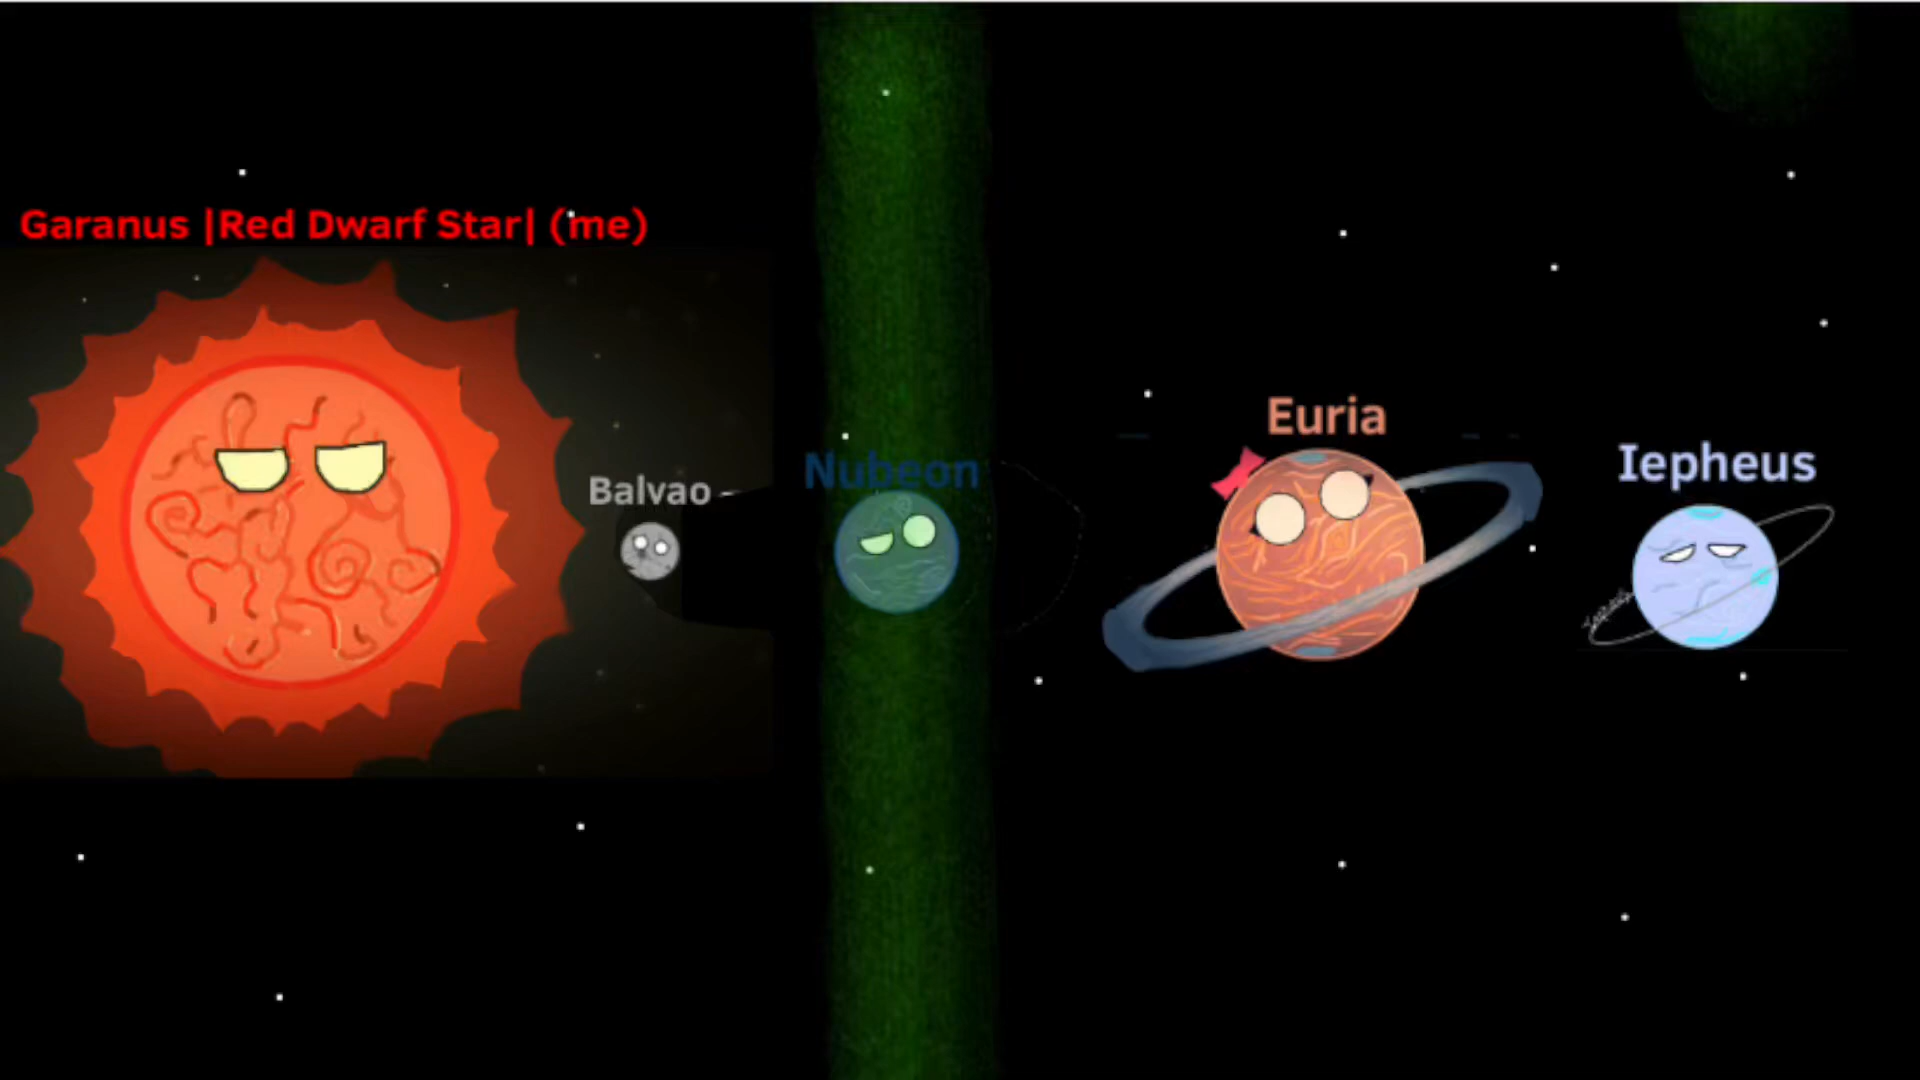 Garanus |Red Dwarf Star| (me)
Balvao
Nubeon
Euria
Iepheus